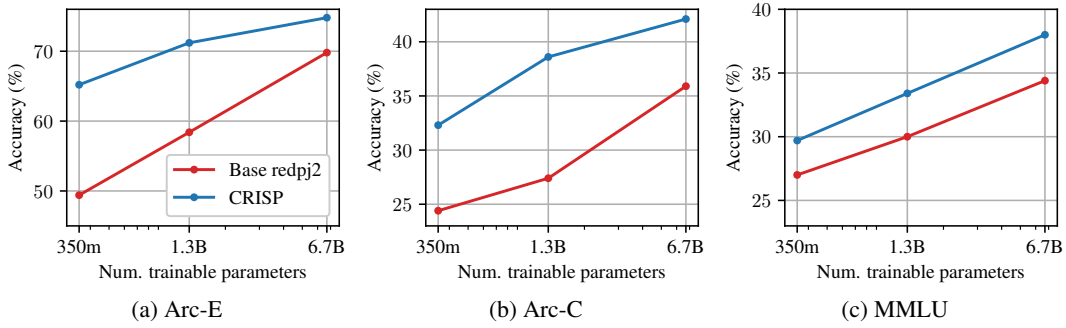 Accuracy (%)
70
60
50
Base redpj2
CRISP
350m
1.3B
6.7B
Num. trainable parameters
(a) Arc-E
Accuracy (%)
40
35
30
25
350m
1.3B
6.7B
Num. trainable parameters
(b) Arc-C
Accuracy (%)
40
35
30
25
350m
1.3B
6.7B
Num. trainable parameters
(c) MMLU